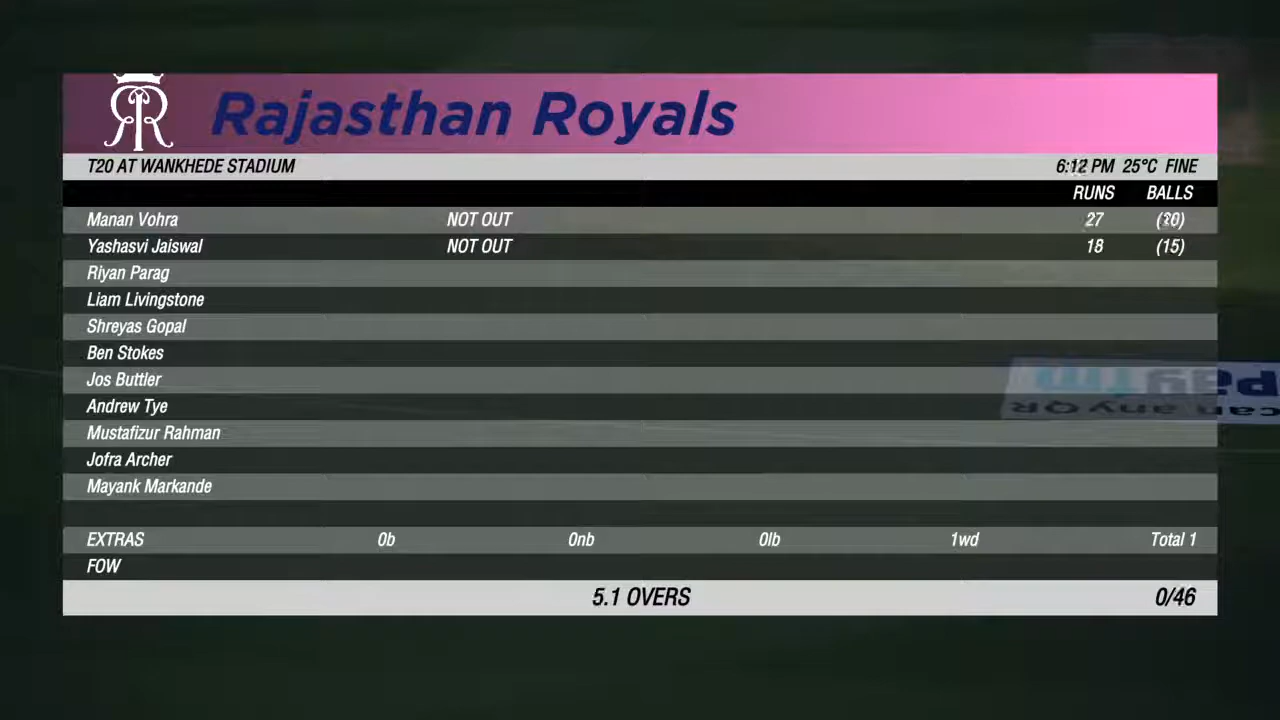 Rajasthan Royals
T20 AT WANKHEDE STADIUM 6:12 PM 25°C FINE
RUNS BALLS
Manan Vohra NOT OUT 27
Yashasvi Jaiswal NOT OUT 18 (15)
Riyan Parag
Liam Livingstone
Shreyas Gopal
Ben Stokes
Jos Buttler
Andrew Tye
Mustafizur Rahman
Jofra Archer
Mayank Markande
EXTRAS 0b 0nb 0lb 1wd Total 1
FOW
5.1 OVERS 0/46